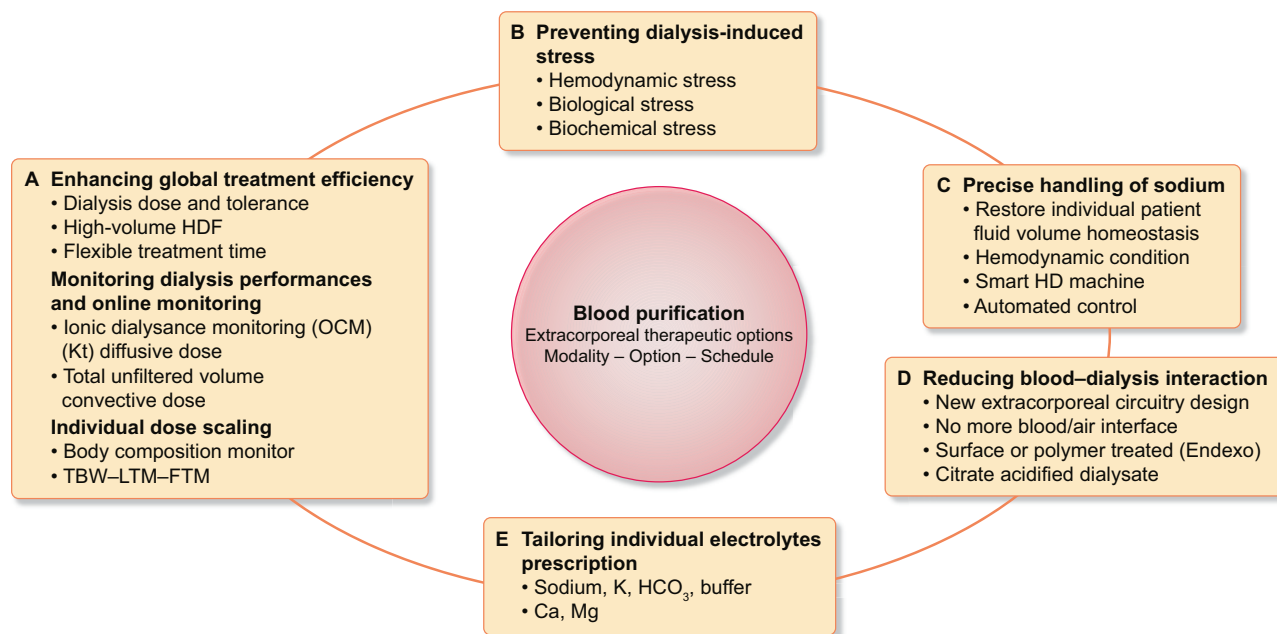 B Preventing dialysis-induced
stress
• Hemodynamic stress
• Biological stress
• Biochemical stress
A Enhancing global treatment efficiency
• Dialysis dose and tolerance
• High-volume HDF
• Flexible treatment time
Monitoring dialysis performances
and online monitoring
• Ionic dialysance monitoring (OCM)
(Kt) diffusive dose
• Total unfiltered volume
convective dose
Individual dose scaling
• Body composition monitor
• TBW–LTM–FTM
Blood purification
Extracorporeal therapeutic options
Modality – Option – Schedule
C Precise handling of sodium
• Restore individual patient
fluid volume homeostasis
• Hemodynamic condition
• Smart HD machine
• Automated control
D Reducing blood–dialysis interaction
• New extracorporeal circuitry design
• No more blood/air interface
• Surface or polymer treated (Endexo)
• Citrate acidified dialysate
E Tailoring individual electrolytes
prescription
• Sodium, K, HCO₃, buffer
• Ca, Mg